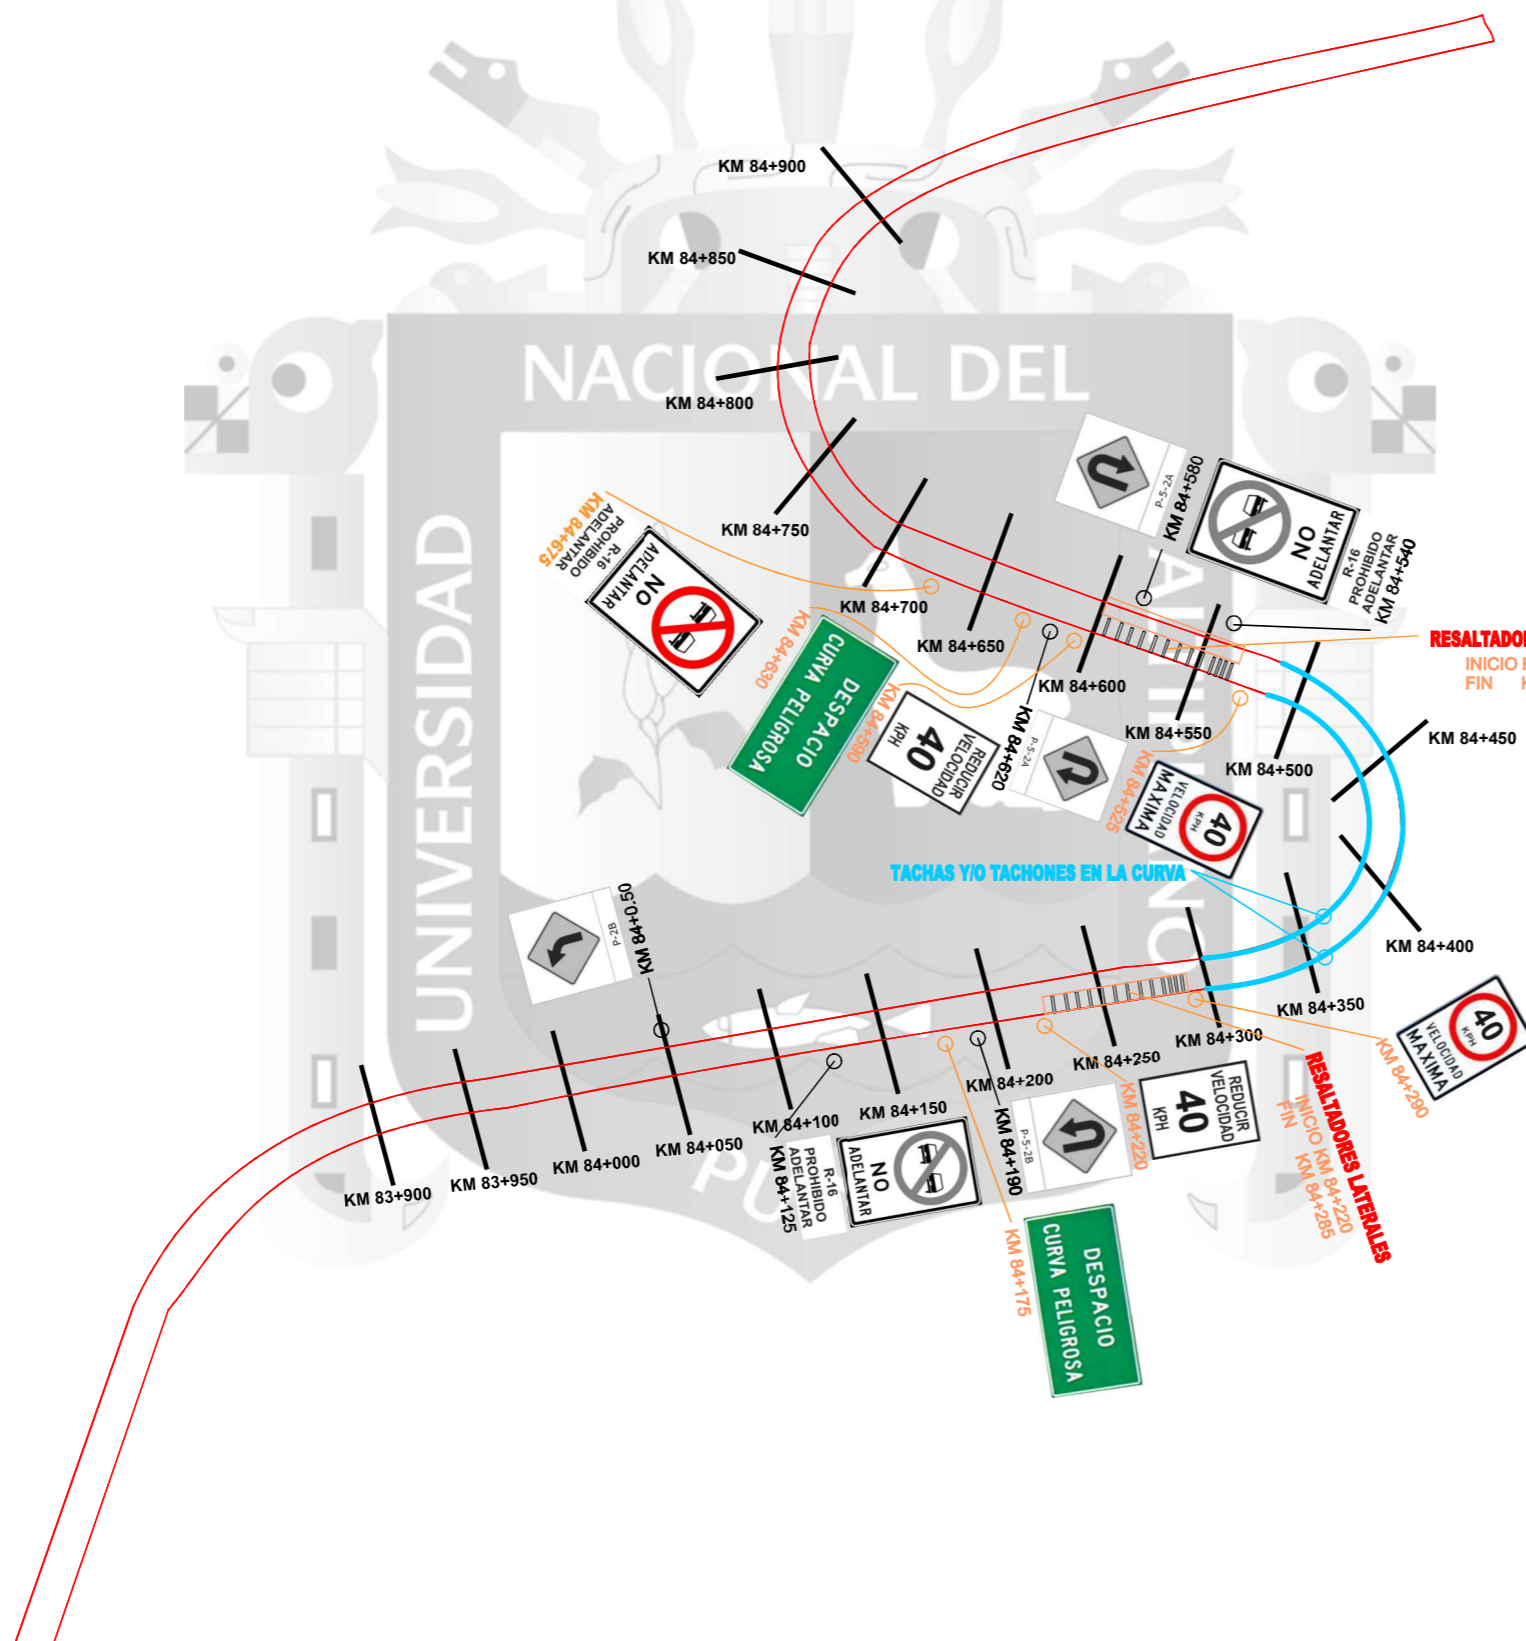 KM 84+900
KM 84+850
KM 84+800
KM 84+750
KM 84+700
KM 84+650
KM 84+600
KM 84+550
KM 84+500
KM 84+450
KM 84+400
KM 84+350
KM 84+300
KM 84+250
KM 84+200
KM 84+150
KM 84+100
KM 84+050
KM 84+000
KM 83+950
KM 83+900
UNIVERSIDAD
NACIONAL DEL
P-5-2A
KM 84+580
NO
ADELANTAR
R-16
PROHIBIDO
ADELANTAR
KM 84+540
KM 84+675
R-16
PROHIBIDO
ADELANTAR
NO
ADELANTAR
KM 84+630
DESPACIO
CURVA PELIGROSA
KM 84+590
REDUCIR
VELOCIDAD
40
KPH
KM 84+620
P-5-2A
KM 84+525
40
KPH
VELOCIDAD
MAXIMA
INICIO
FIN
TACHAS Y/O TACHONES EN LA CURVA
P-2B
KM 84+0.50
KM 84+125
R-16
PROHIBIDO
ADELANTAR
NO
ADELANTAR
KM 84+190
P-5-2B
KM 84+175
DESPACIO
CURVA PELIGROSA
KM 84+220
REDUCIR
VELOCIDAD
40
KPH
RESALTADORES LATERALES
INICIO KM 84+220
FIN KM 84+285
KM 84+290
40
KPH
VELOCIDAD
MAXIMA